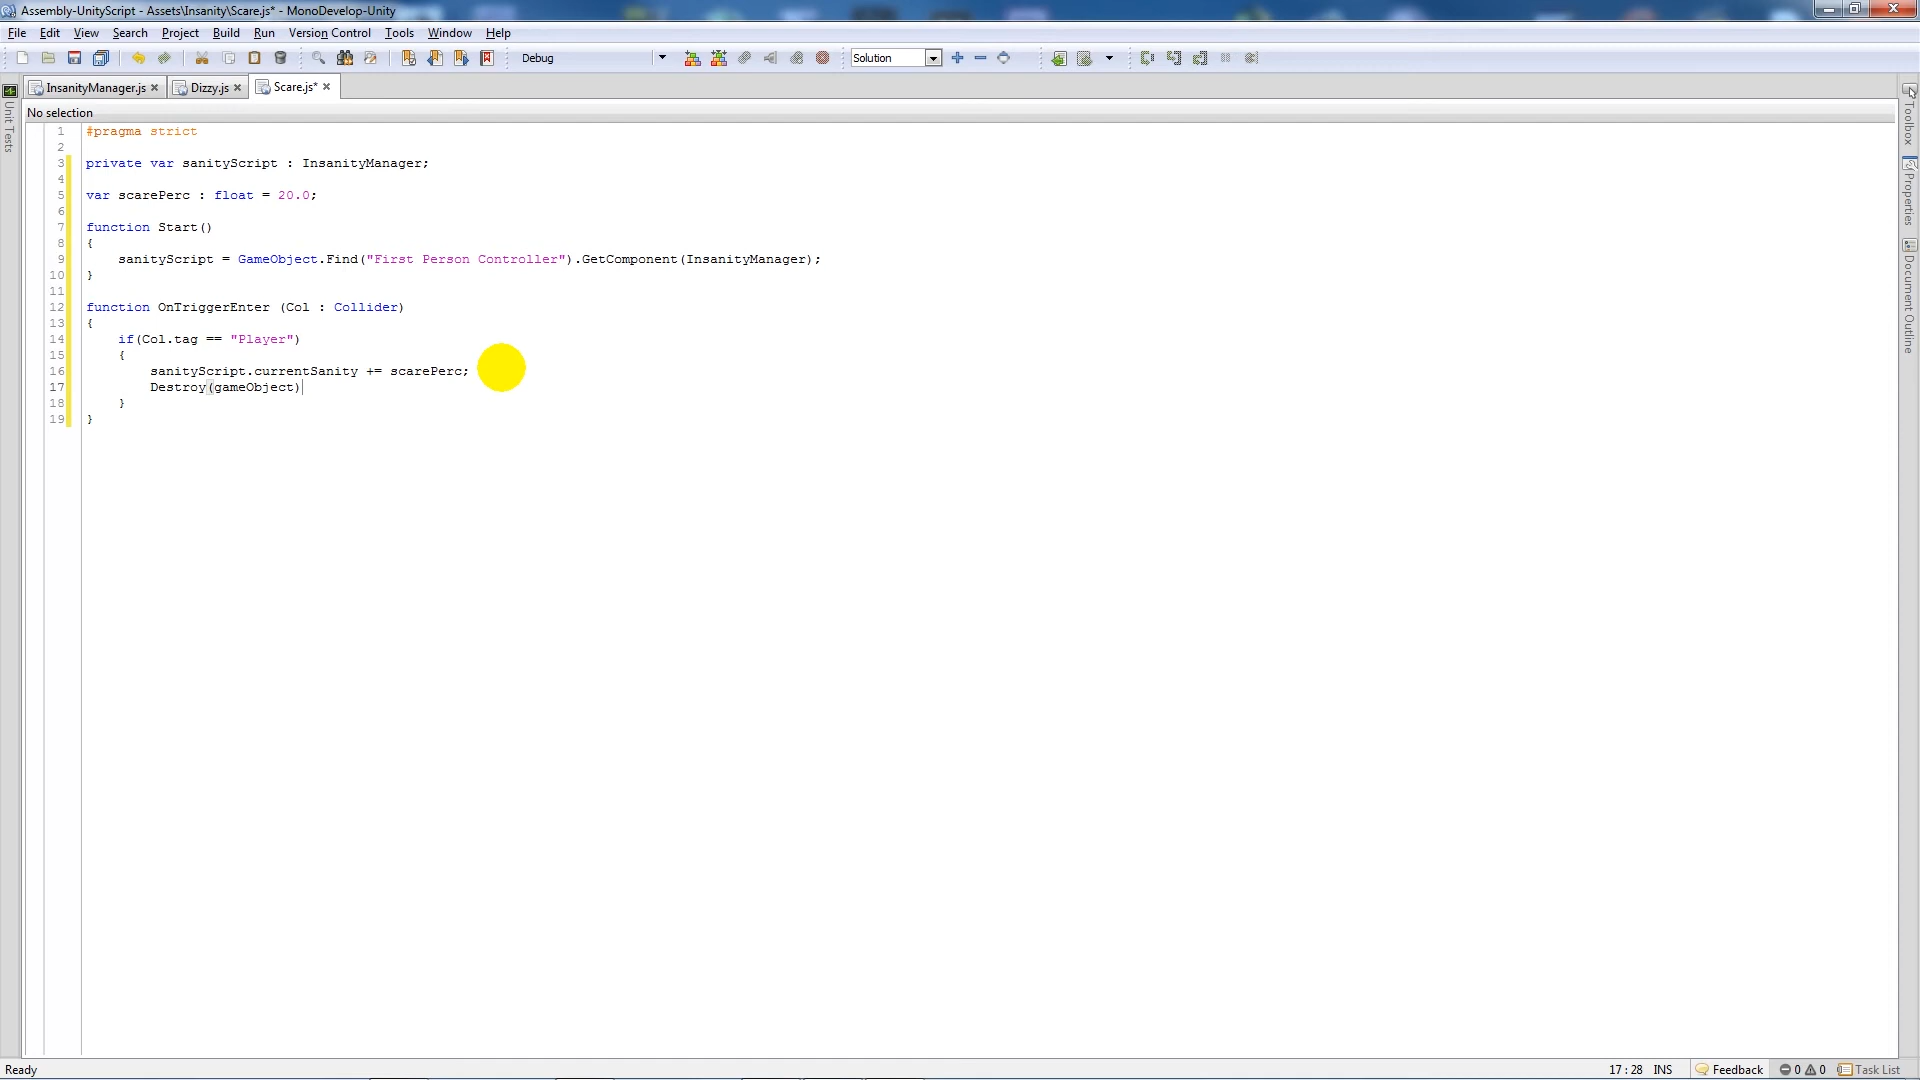 Assembly-UnityScript - Assets\Insanity\Scare.js* - MonoDevelop-Unity
File Edit View Search Project Build Run Version Control Tools Window Help
Debug Solution
InsanityManager.js Dizzy.js Scare.js*
No selection
1 #pragma strict
2
3 private var sanityScript : InsanityManager;
4
5 var scarePerc : float = 20.0;
6
7 function Start()
8 {
9 sanityScript = GameObject.Find("First Person Controller").GetComponent(InsanityManager);
10 }
11
12 function OnTriggerEnter (Col : Collider)
13 {
14 if(Col.tag == "Player")
15 {
16 sanityScript.currentSanity += scarePerc;
17 Destroy(gameObject)
18 }
19 }
Unit Tests
Toolbox
Properties
Document Outline
Ready 17 : 28 INS Feedback 0 0 Task List